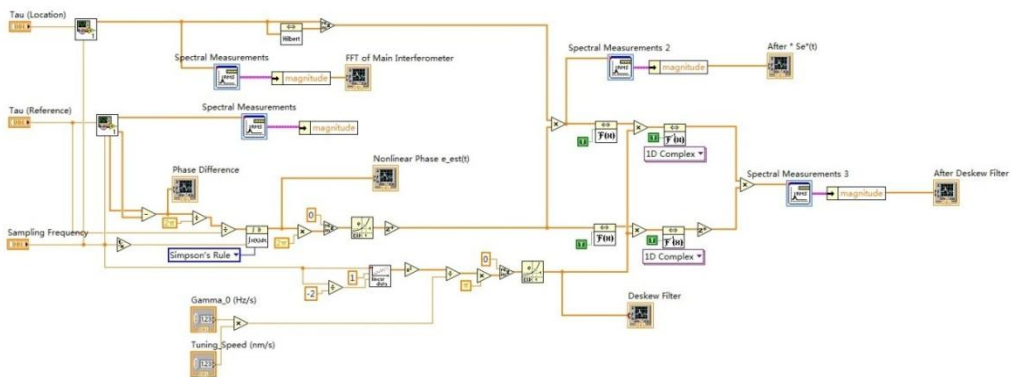 Tau (Location)
Hilbert
Spectral Measurements
FFT of Main Interferometer
magnitude
Spectral Measurements 2
magnitude
After * Se*(t)
Tau (Reference)
Spectral Measurements
magnitude
Phase Difference
Nonlinear Phase e_est(t)
1D Complex
Spectral Measurements 3
magnitude
After Deskew Filter
Sampling Frequency
Simpson's Rule
0
1D Complex
1
-2
0
Gamma_0 (Hz/s)
Deskew Filter
Tuning_Speed (nm/s)